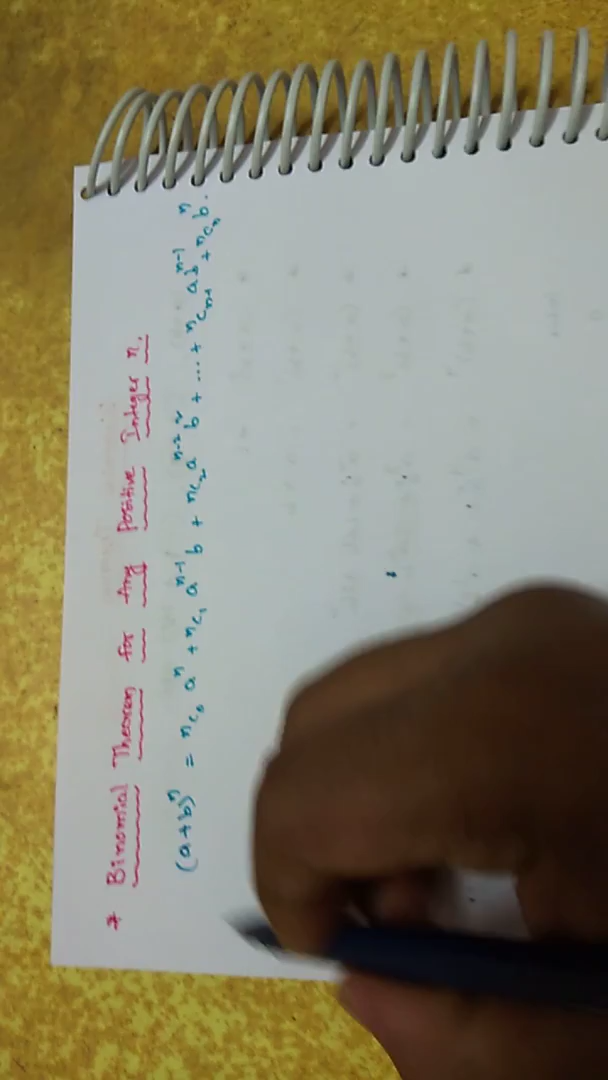 * Binomial Theorem for Any Positive Integer n.
(a+b)ⁿ = ⁿC₀ aⁿ + ⁿC₁ aⁿ⁻¹ b + ⁿC₂ aⁿ⁻² b² + ... + ⁿCₙ₋₁ a bⁿ⁻¹ + ⁿCₙ bⁿ.